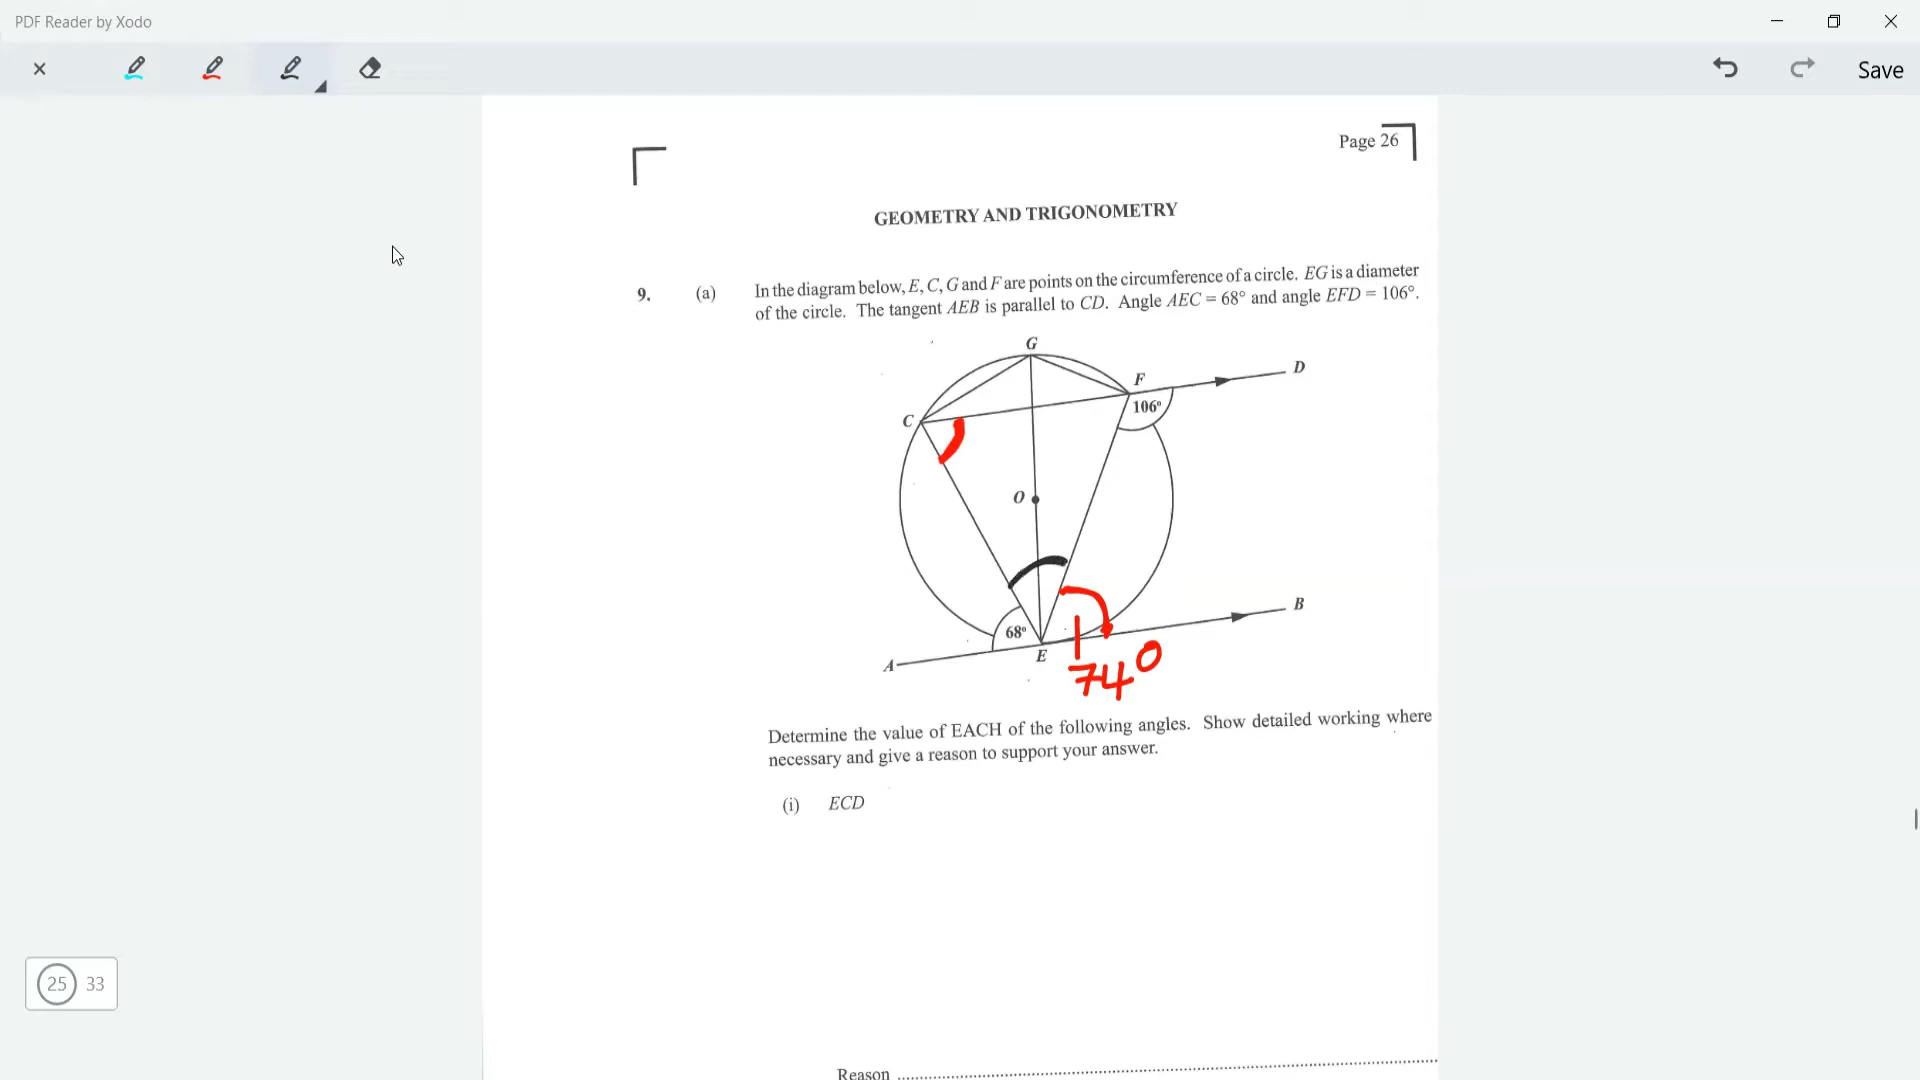 PDF Reader by Xodo
Save
Page 26
GEOMETRY AND TRIGONOMETRY
9. (a) In the diagram below, E, C, G and F are points on the circumference of a circle. EG is a diameter
of the circle. The tangent AEB is parallel to CD. Angle AEC = 68° and angle EFD = 106°.
G
D
F
106°
C
O
B
68°
E
A
74°
Determine the value of EACH of the following angles. Show detailed working where
necessary and give a reason to support your answer.
(i) ECD
25 33
Reason